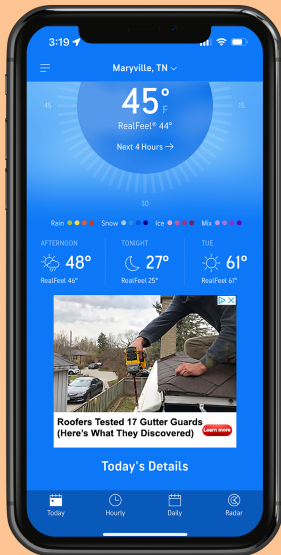 3:19
Maryville, TN
45°F
RealFeel® 44°
Next 4 Hours →
45
15
30
Rain Snow Ice Mix
AFTERNOON TONIGHT TUE
48° 27° 61°
RealFeel 46° RealFeel 25° RealFeel 61°
Roofers Tested 17 Gutter Guards
(Here's What They Discovered) Learn more
Today's Details
Today Hourly Daily Radar